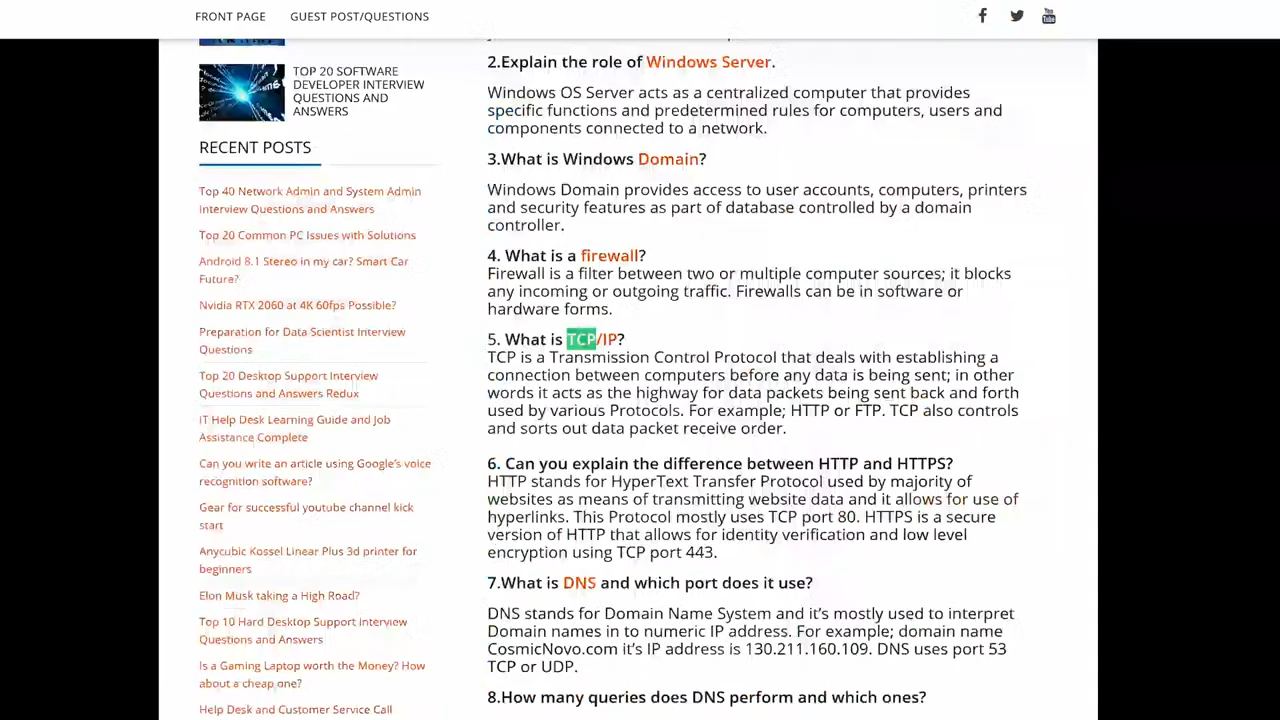 FRONT PAGE
GUEST POST/QUESTIONS
You Tube
TOP 20 SOFTWARE
DEVELOPER INTERVIEW
QUESTIONS AND
ANSWERS
RECENT POSTS
Top 40 Network Admin and System Admin
Interview Questions and Answers
Top 20 Common PC Issues with Solutions
Android 8.1 Stereo in my car? Smart Car
Future?
Nvidia RTX 2060 at 4K 60fps Possible?
Preparation for Data Scientist Interview
Questions
Top 20 Desktop Support Interview
Questions and Answers Redux
IT Help Desk Learning Guide and Job
Assistance Complete
Can you write an article using Google's voice
recognition software?
Gear for successful youtube channel kick
start
Anycubic Kossel Linear Plus 3d printer for
beginners
Elon Musk taking a High Road?
Top 10 Hard Desktop Support interview
Questions and Answers
Is a Gaming Laptop worth the Money? How
about a cheap one?
Help Desk and Customer Service Call
2.Explain the role of Windows Server.
Windows OS Server acts as a centralized computer that provides
specific functions and predetermined rules for computers, users and
components connected to a network.
3.What is Windows Domain?
Windows Domain provides access to user accounts, computers, printers
and security features as part of database controlled by a domain
controller.
4. What is a firewall?
Firewall is a filter between two or multiple computer sources; it blocks
any incoming or outgoing traffic. Firewalls can be in software or
hardware forms.
5. What is TCP/IP?
TCP is a Transmission Control Protocol that deals with establishing a
connection between computers before any data is being sent; in other
words it acts as the highway for data packets being sent back and forth
used by various Protocols. For example; HTTP or FTP. TCP also controls
and sorts out data packet receive order.
6. Can you explain the difference between HTTP and HTTPS?
HTTP stands for HyperText Transfer Protocol used by majority of
websites as means of transmitting website data and it allows for use of
hyperlinks. This Protocol mostly uses TCP port 80. HTTPS is a secure
version of HTTP that allows for identity verification and low level
encryption using TCP port 443.
7.What is DNS and which port does it use?
DNS stands for Domain Name System and it's mostly used to interpret
Domain names in to numeric IP address. For example; domain name
CosmicNovo.com it's IP address is 130.211.160.109. DNS uses port 53
TCP or UDP.
8.How many queries does DNS perform and which ones?